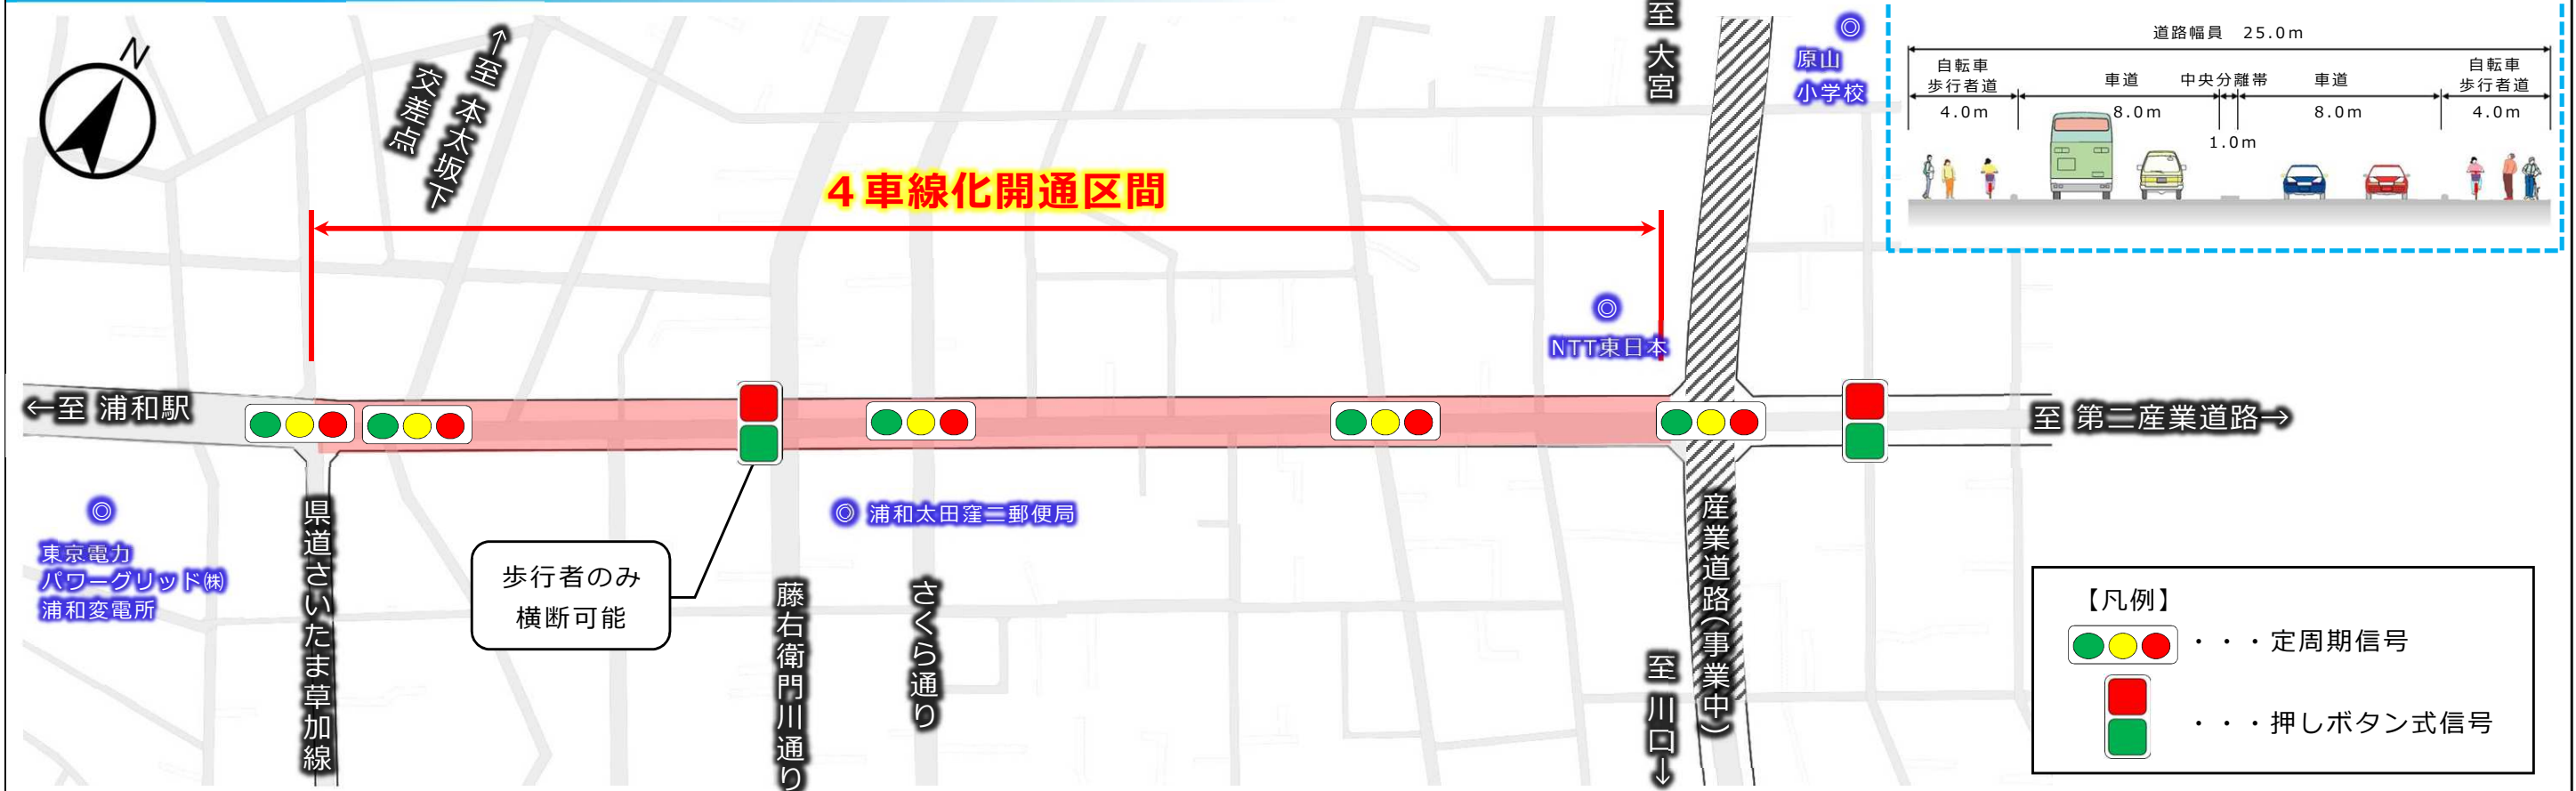 N
↑至 本太坂下
交差点
至 大宮
原山
小学校
道路幅員 25.0m
自転車
歩行者道
車道
中央分離帯
車道
自転車
歩行者道
4.0m
8.0m
1.0m
8.0m
4.0m
４車線化開通区間
NTT東日本
←至 浦和駅
至 第二産業道路→
東京電力
パワーグリッド㈱
浦和変電所
県道さいたま草加線
歩行者のみ
横断可能
浦和太田窪二郵便局
藤右衛門川通り
さくら通り
産業道路(事業中)
至 川口→
【凡例】
・・・定周期信号
・・・押しボタン式信号